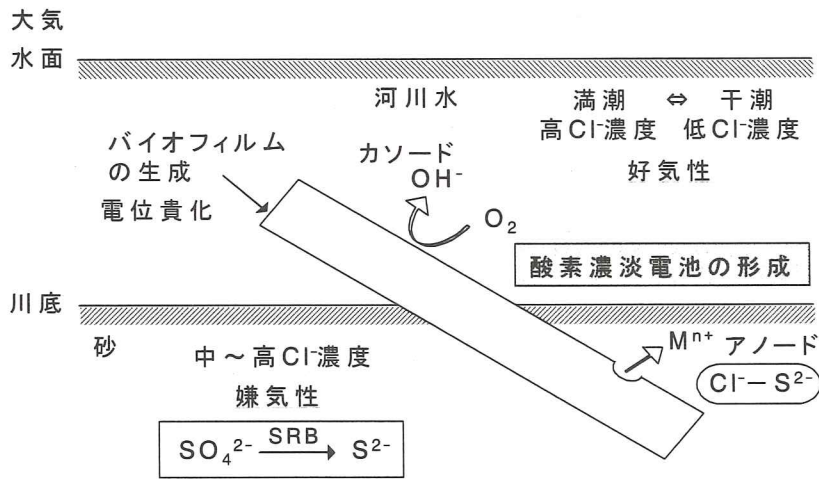 大気
水面
河川水
満潮 ⇔ 干潮
高Cl⁻濃度 低Cl⁻濃度
好気性
バイオフィルム
の生成
電位貴化
カソード
OH⁻
O₂
酸素濃淡電池の形成
川底
砂
中～高Cl⁻濃度
嫌気性
SO₄²⁻ SRB→ S²⁻
Mⁿ⁺ アノード
Cl⁻－S²⁻